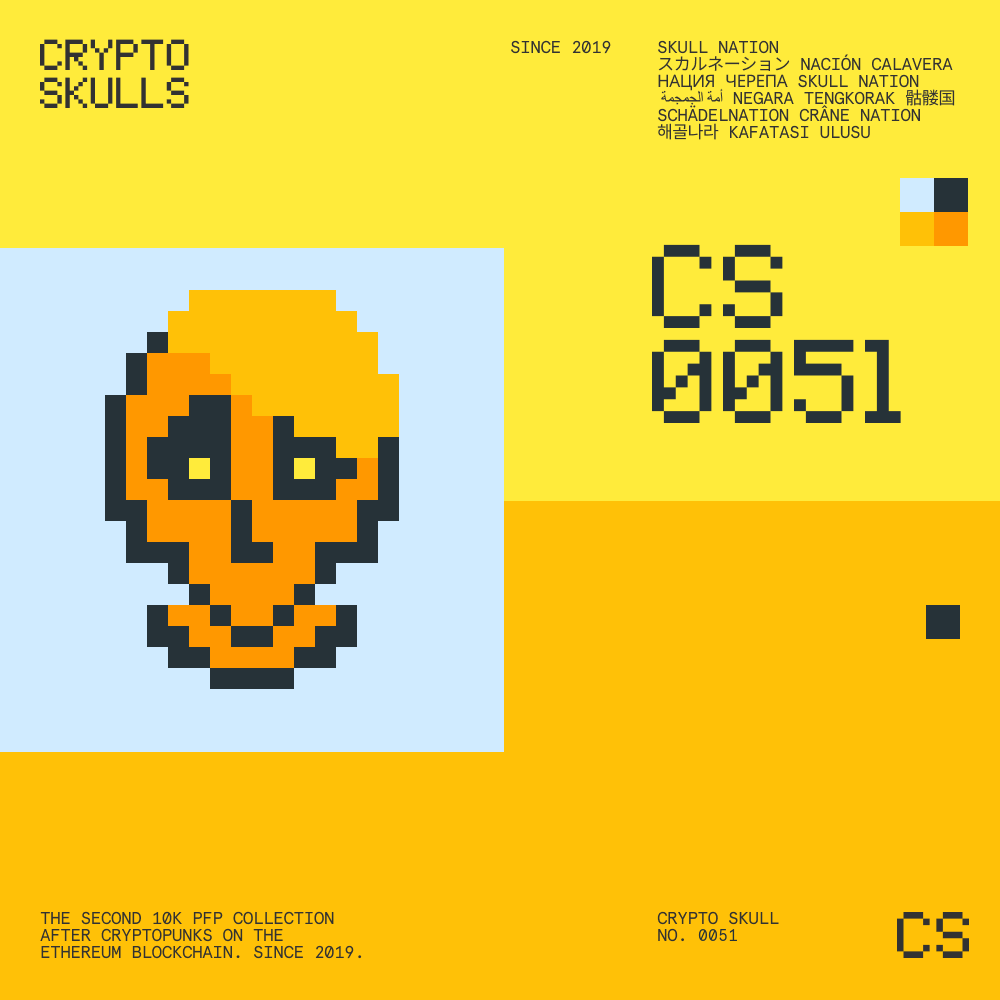 CRYPTO
SKULLS
SINCE 2019
SKULL NATION
スカルネーション NACIÓN CALAVERA
НАЦИЯ ЧЕРЕПА SKULL NATION
أمة الجمجمة NEGARA TENGKORAK 骷髅国
SCHÄDELNATION CRÂNE NATION
해골나라 KAFATASI ULUSU
CS
0051
THE SECOND 10K PFP COLLECTION
AFTER CRYPTOPUNKS ON THE
ETHEREUM BLOCKCHAIN. SINCE 2019.
CRYPTO SKULL
NO. 0051
CS